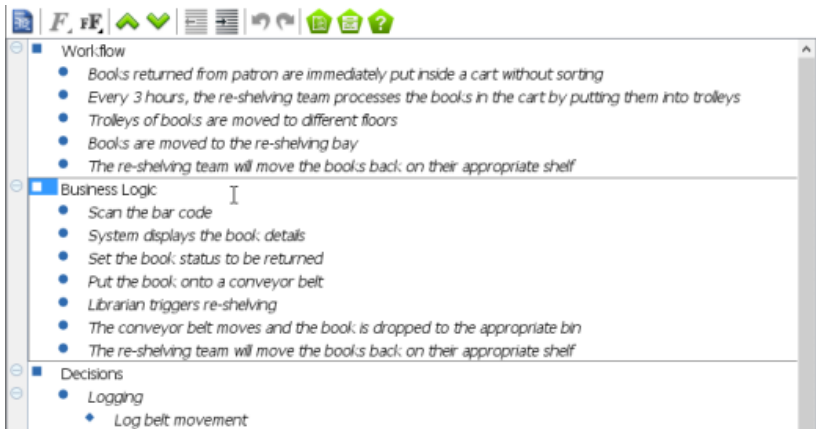 F FF ?
Workflow
Books returned from patron are immediately put inside a cart without sorting
Every 3 hours, the re-shelving team processes the books in the cart by putting them into trolleys
Trolleys of books are moved to different floors
Books are moved to the re-shelving bay
The re-shelving team will move the books back on their appropriate shelf
Business Logic
Scan the bar code
System displays the book details
Set the book status to be returned
Put the book onto a conveyor belt
Librarian triggers re-shelving
The conveyor belt moves and the book is dropped to the appropriate bin
The re-shelving team will move the books back on their appropriate shelf
Decisions
Logging
Log belt movement